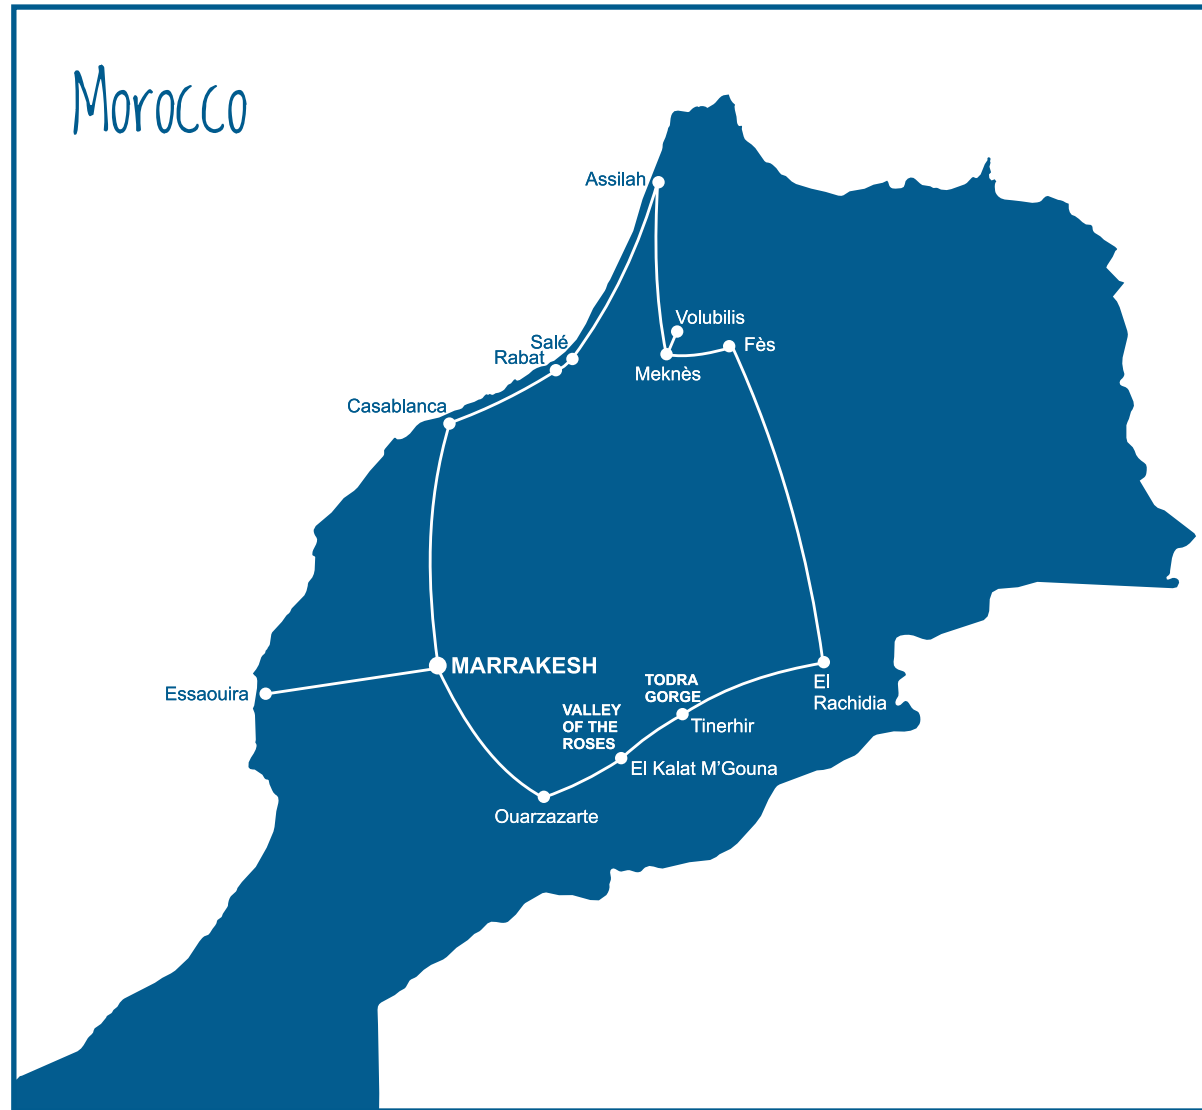 Morocco
Assilah
Volubilis
Salé
Fès
Rabat
Meknès
Casablanca
MARRAKESH
TODRA
GORGE
El
Rachidia
Essaouira
VALLEY
OF THE
ROSES
Tinerhir
El Kalat M’Gouna
Ouarzazarte